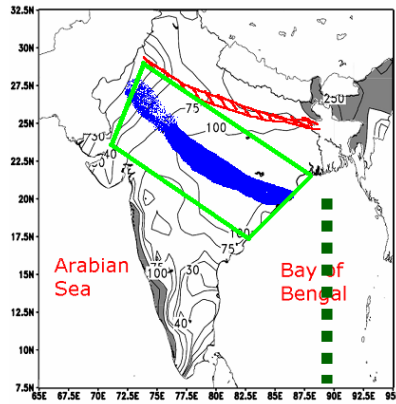 32.5N
30N
27.5N
25N
22.5N
20N
17.5N
15N
12.5N
10N
7.5N
250
75
100
30
40
100
75
75
100
30
40
Arabian
Sea
Bay of
Bengal
65E 67.5E 70E 72.5E 75E 77.5E 80E 82.5E 85E 87.5E 90E 92.5E 95